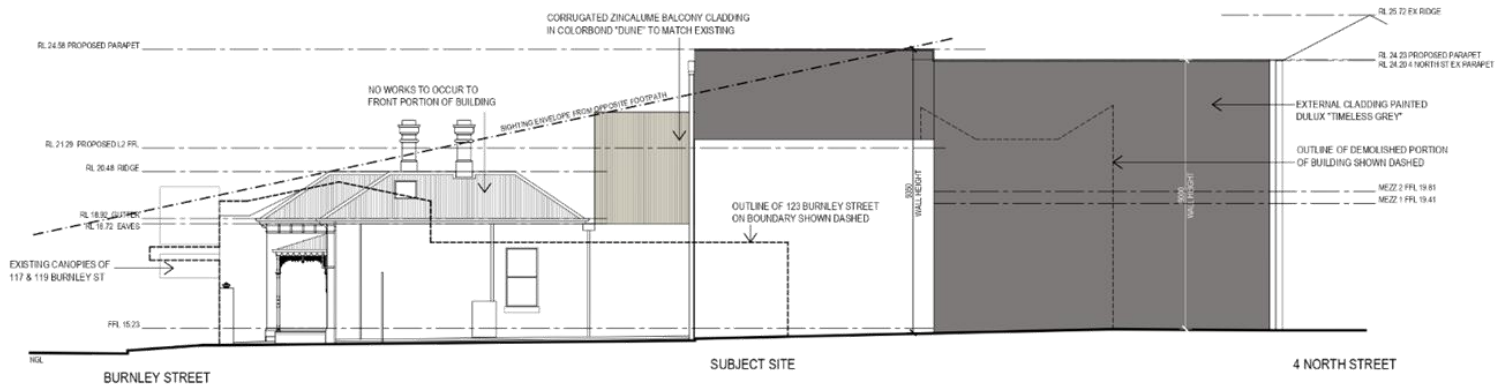 CORRUGATED ZINCALUME BALCONY CLADDING
IN COLORBOND "DUNE" TO MATCH EXISTING
RL 25.72 EX RIDGE
RL 24.58 PROPOSED PARAPET
RL 24.23 PROPOSED PARAPET
RL 24.20 4 NORTH ST EX PARAPET
NO WORKS TO OCCUR TO
FRONT PORTION OF BUILDING
SIGHTING ENVELOPE FROM OPPOSITE FOOTPATH
EXTERNAL CLADDING PAINTED
DULUX "TIMELESS GREY"
RL 21.29 PROPOSED L2 FFL
OUTLINE OF DEMOLISHED PORTION
OF BUILDING SHOWN DASHED
RL 20.48 RIDGE
MEZZ 2 FFL 19.81
MEZZ 1 FFL 19.41
WALL HEIGHT
WALL HEIGHT
OUTLINE OF 123 BURNLEY STREET
ON BOUNDARY SHOWN DASHED
RL 18.92 GUTTER
RL 18.72 EAVES
EXISTING CANOPIES OF
117 & 119 BURNLEY ST
FFL 15.23
NGL
BURNLEY STREET
SUBJECT SITE
4 NORTH STREET